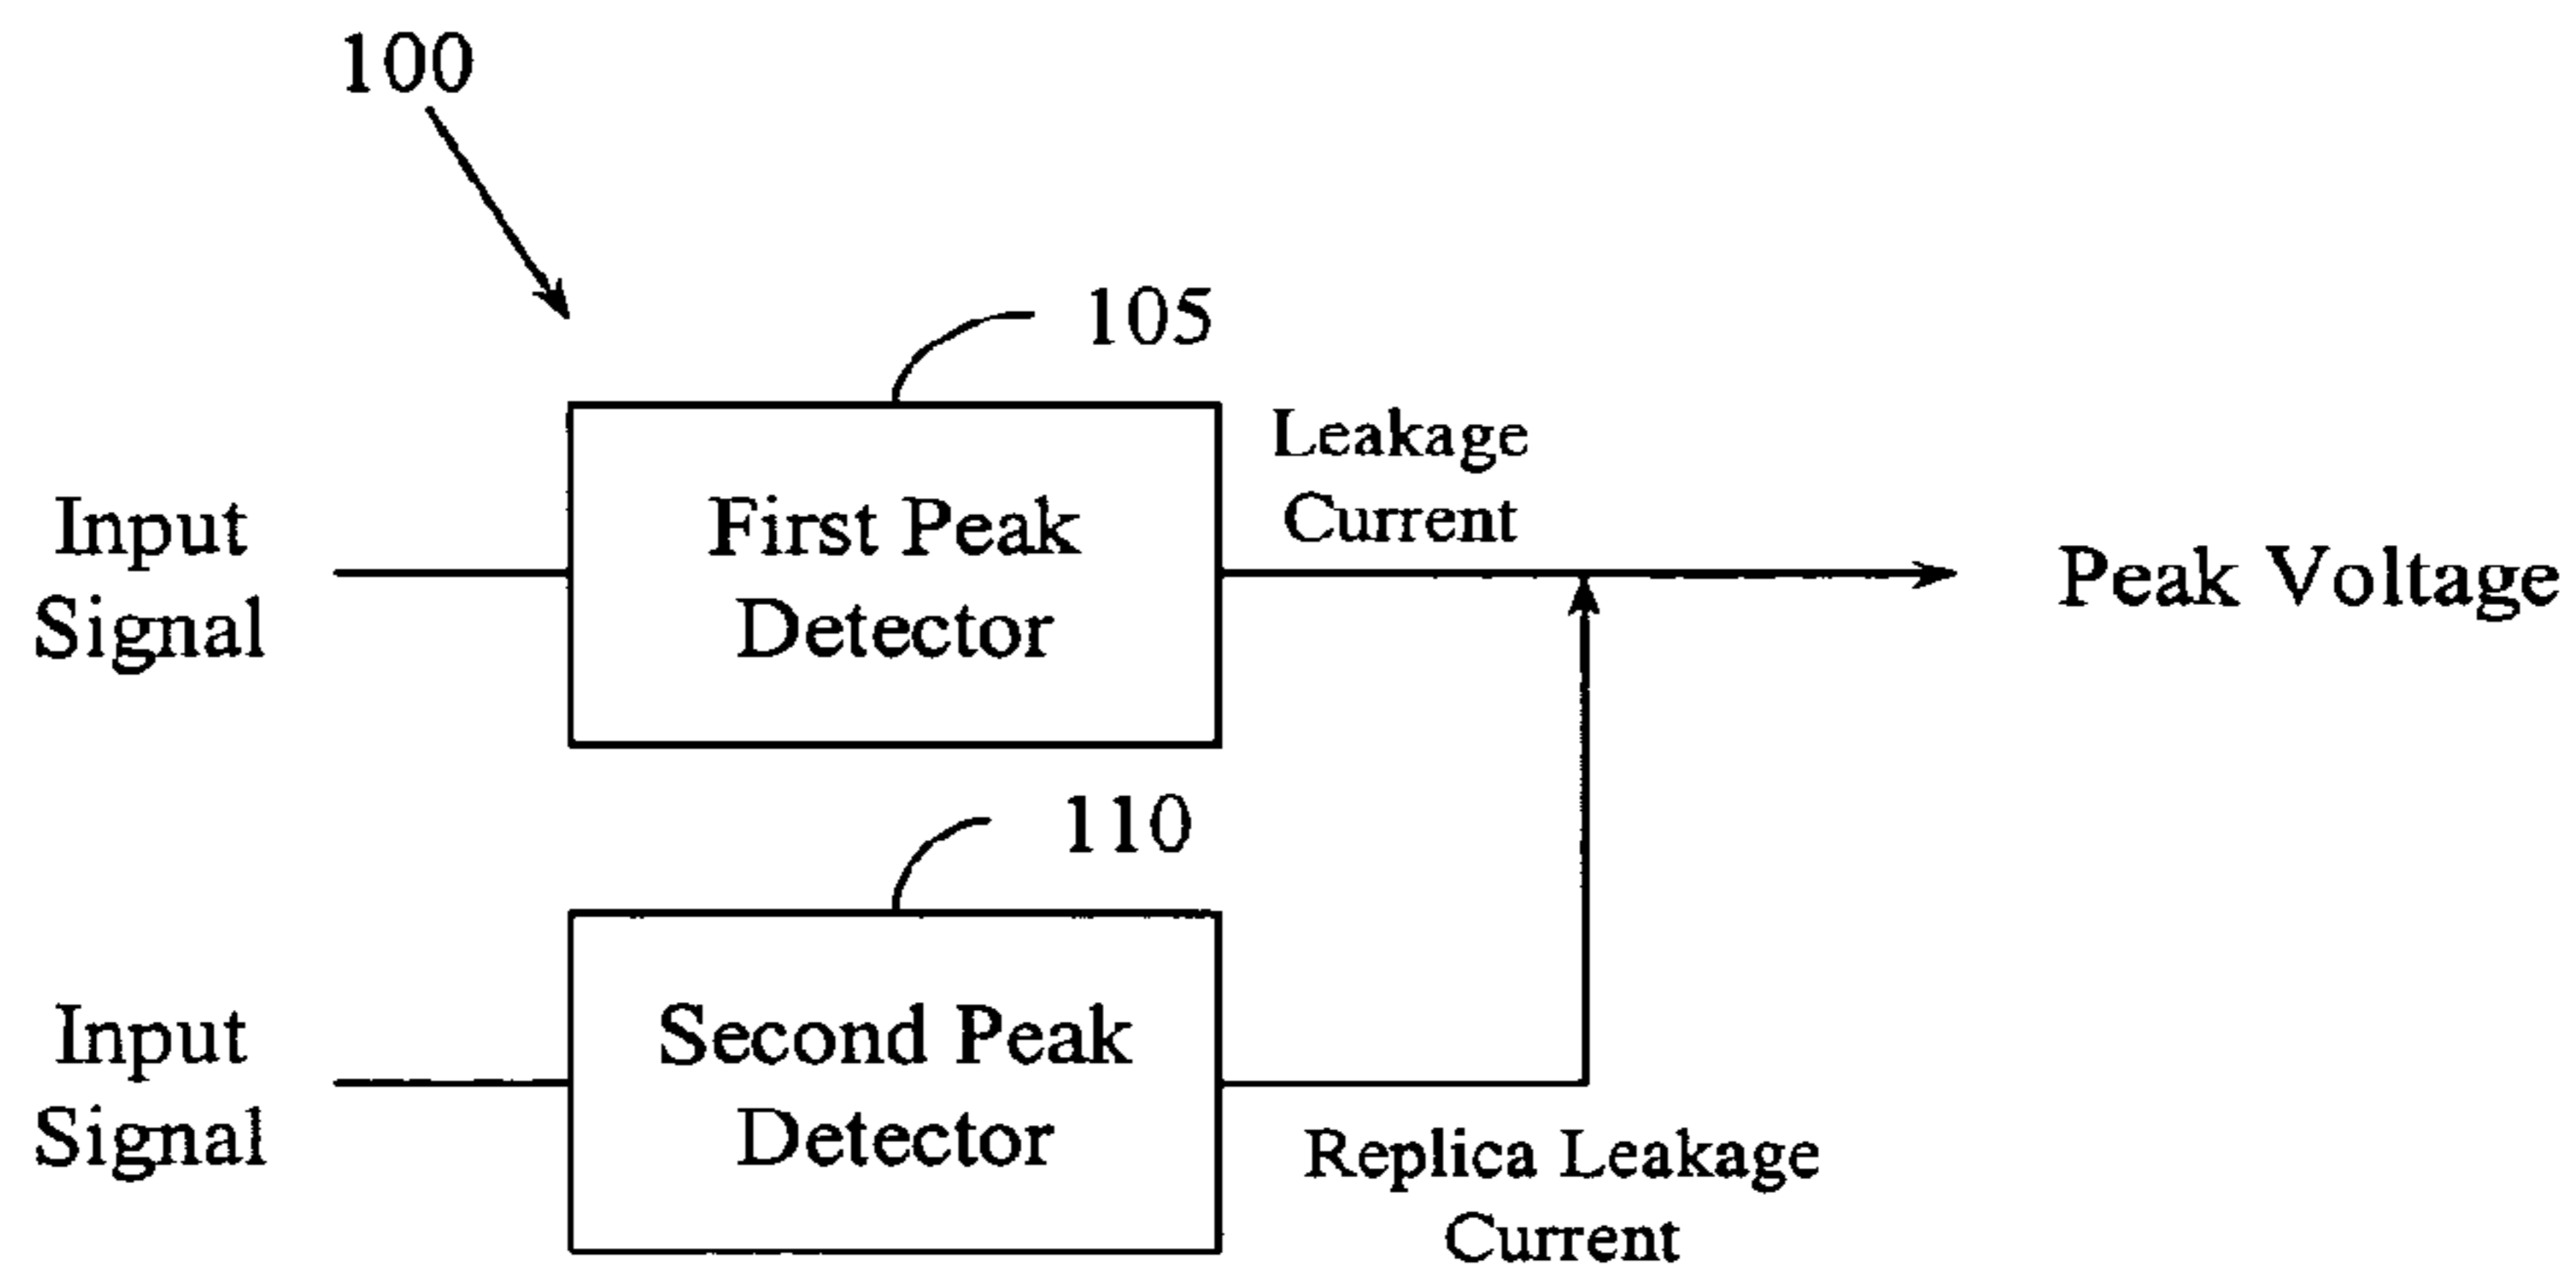 100
105
Input
Signal
First Peak
Detector
Leakage
Current
Peak Voltage
110
Input
Signal
Second Peak
Detector
Replica Leakage
Current